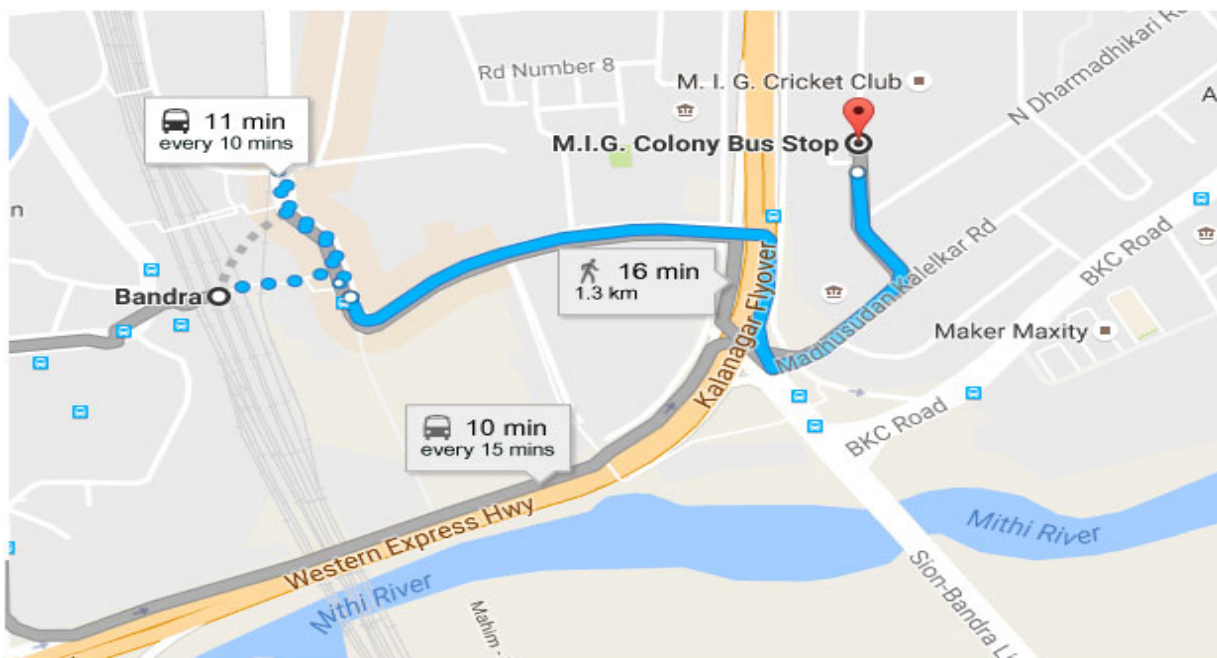 Rd Number 8
M. I. G. Cricket Club
N Dharmadhikari Rd
A
11 min
every 10 mins
M.I.G. Colony Bus Stop
n
Bandra
16 min
1.3 km
Kalanagar Flyover
Madhusudan Kalelkar Rd
BKC Road
Maker Maxity
10 min
every 15 mins
BKC Road
Western Express Hwy
Mithi River
Mithi River
Mahim -
Sion-Bandra Li